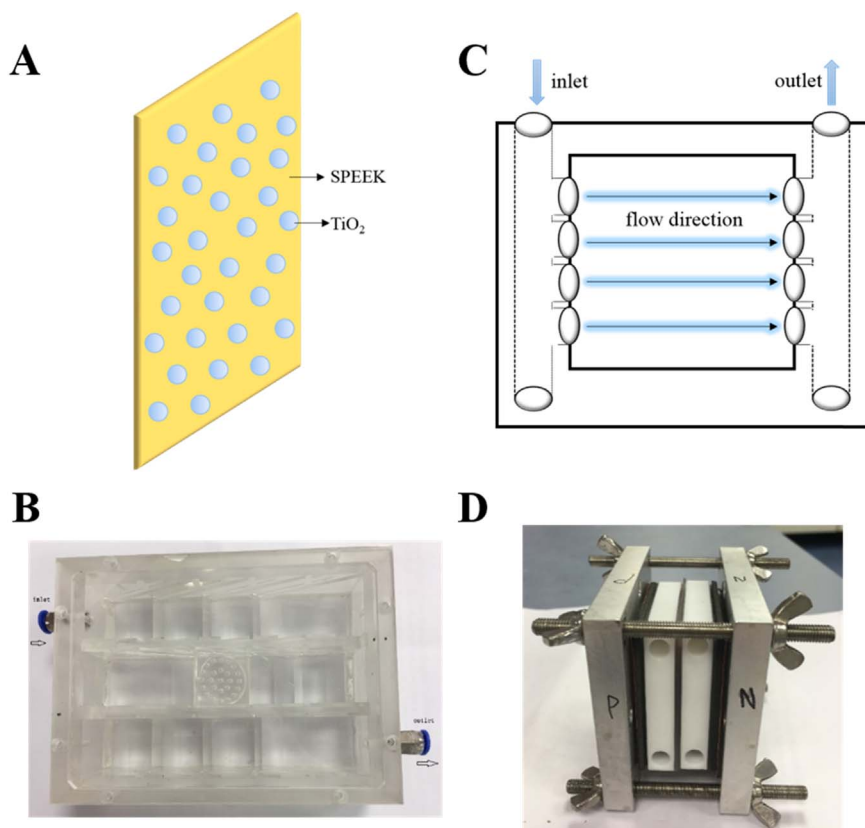 A
SPEEK
TiO₂
C
inlet
outlet
flow direction
B
inlet
outlet
D
P
N
P
N